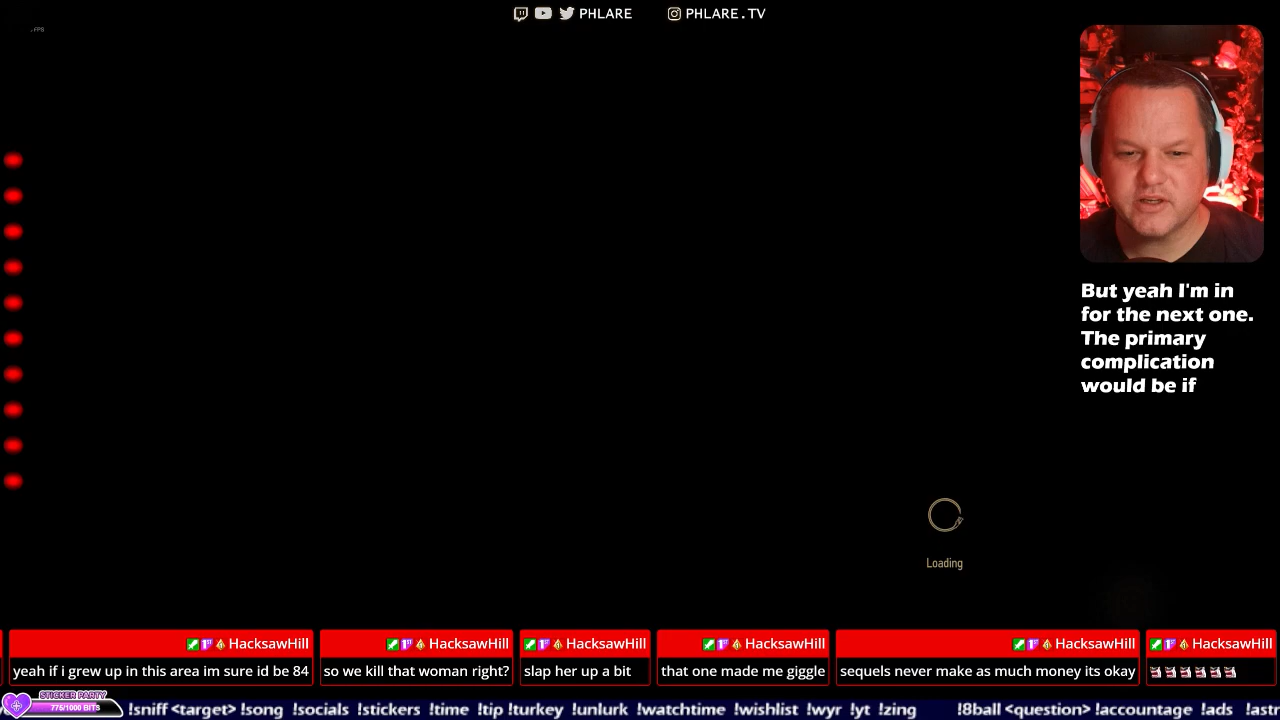 PHLARE
PHLARE.TV
FPS
But yeah I'm in
for the next one.
The primary
complication
would be if
Loading
HacksawHill
yeah if i grew up in this area im sure id be 84
HacksawHill
so we kill that woman right?
HacksawHill
slap her up a bit
HacksawHill
that one made me giggle
HacksawHill
sequels never make as much money its okay
HacksawHill
STICKER PARTY
775/1000 BITS
!sniff <target> !song !socials !stickers !time !tip !turkey !unlurk !watchtime !wishlist !wyr !yt !zing !8ball <question> !accountage !ads !astr